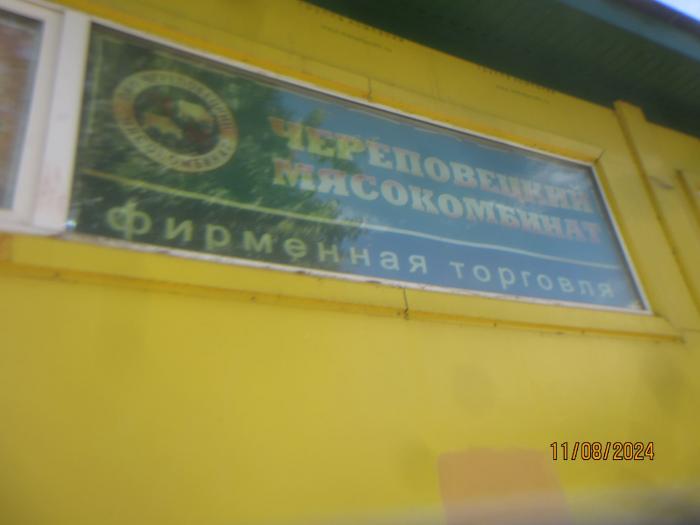 ЧЕРЕПОВЕЦКИЙ
МЯСОКОМБИНАТ
фирменная торговля
11/08/2024